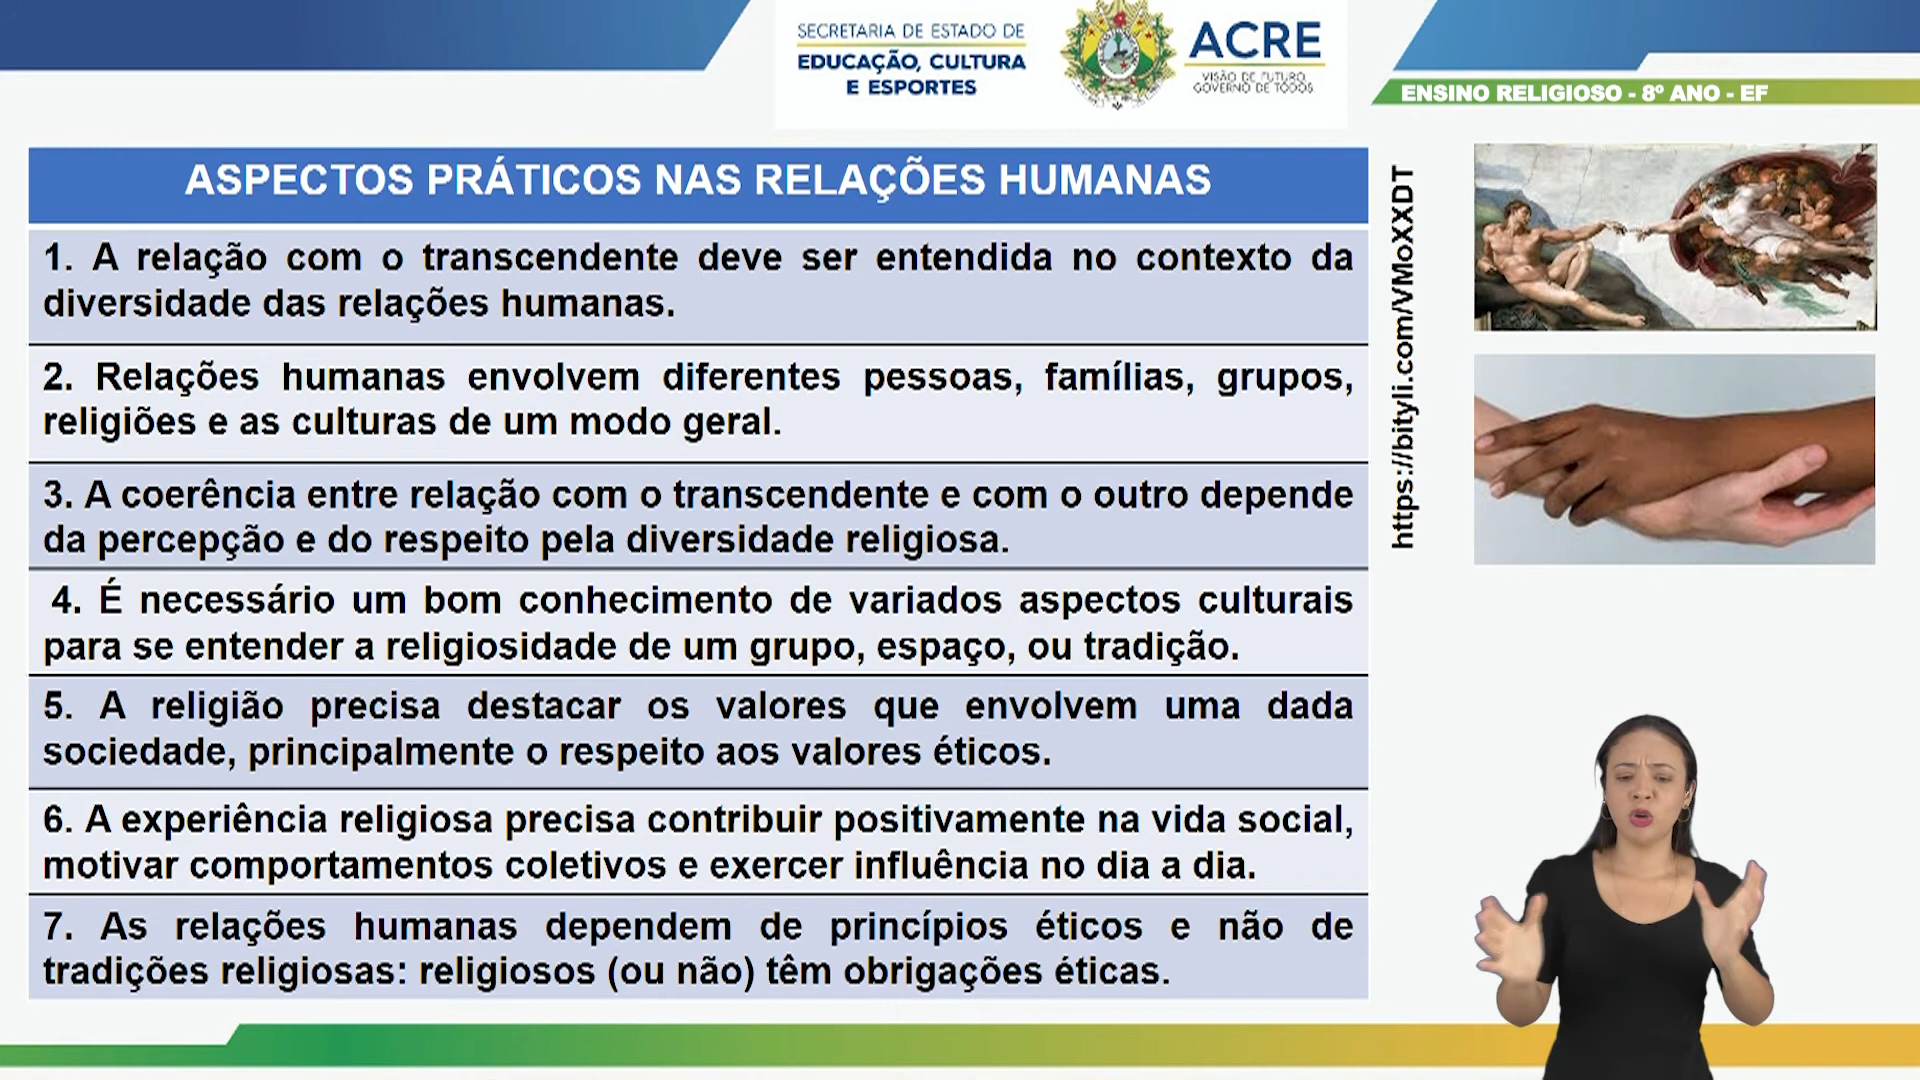 SECRETARIA DE ESTADO DE
EDUCAÇÃO, CULTURA
E ESPORTES
ACRE
VISÃO DE FUTURO
GOVERNO DE TODOS
ENSINO RELIGIOSO - 8º ANO - EF
ASPECTOS PRÁTICOS NAS RELAÇÕES HUMANAS
1. A relação com o transcendente deve ser entendida no contexto da
diversidade das relações humanas.
2. Relações humanas envolvem diferentes pessoas, famílias, grupos,
religiões e as culturas de um modo geral.
3. A coerência entre relação com o transcendente e com o outro depende
da percepção e do respeito pela diversidade religiosa.
4. É necessário um bom conhecimento de variados aspectos culturais
para se entender a religiosidade de um grupo, espaço, ou tradição.
5. A religião precisa destacar os valores que envolvem uma dada
sociedade, principalmente o respeito aos valores éticos.
6. A experiência religiosa precisa contribuir positivamente na vida social,
motivar comportamentos coletivos e exercer influência no dia a dia.
7. As relações humanas dependem de princípios éticos e não de
tradições religiosas: religiosos (ou não) têm obrigações éticas.
https://bityli.com/VMoXXDT